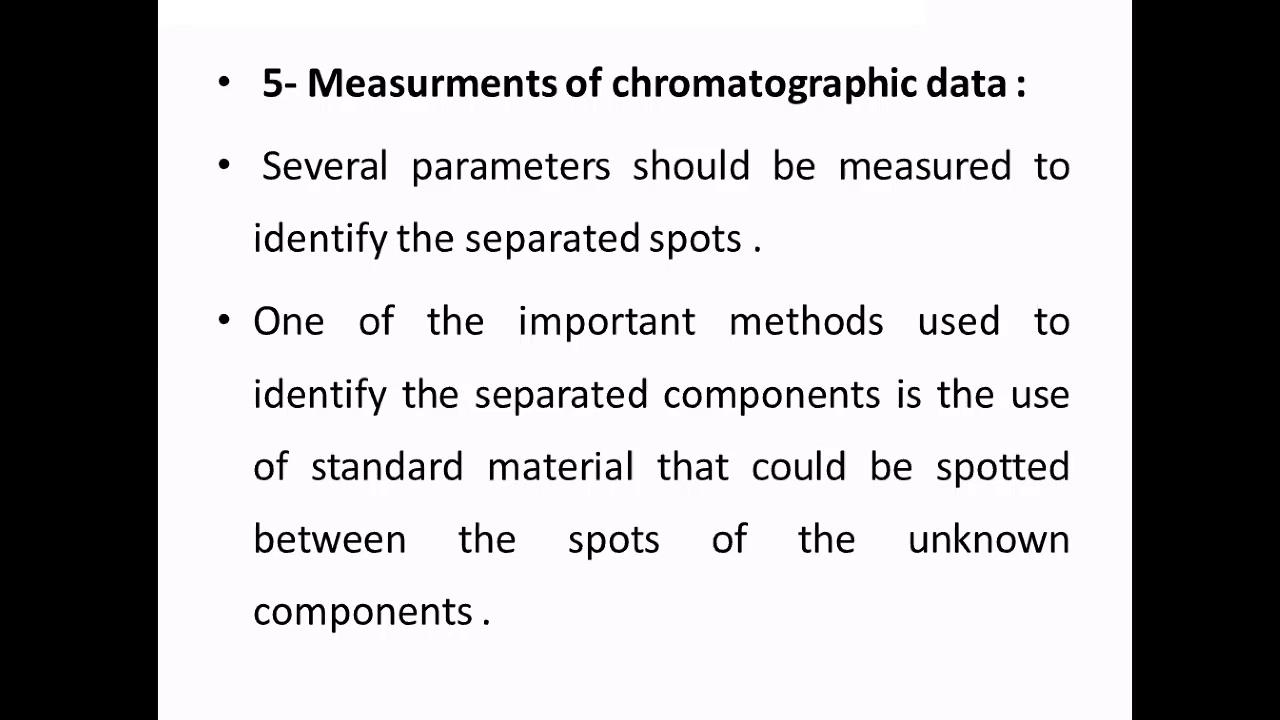 • 5- Measurments of chromatographic data :
• Several parameters should be measured to
identify the separated spots .
• One of the important methods used to
identify the separated components is the use
of standard material that could be spotted
between the spots of the unknown
components .